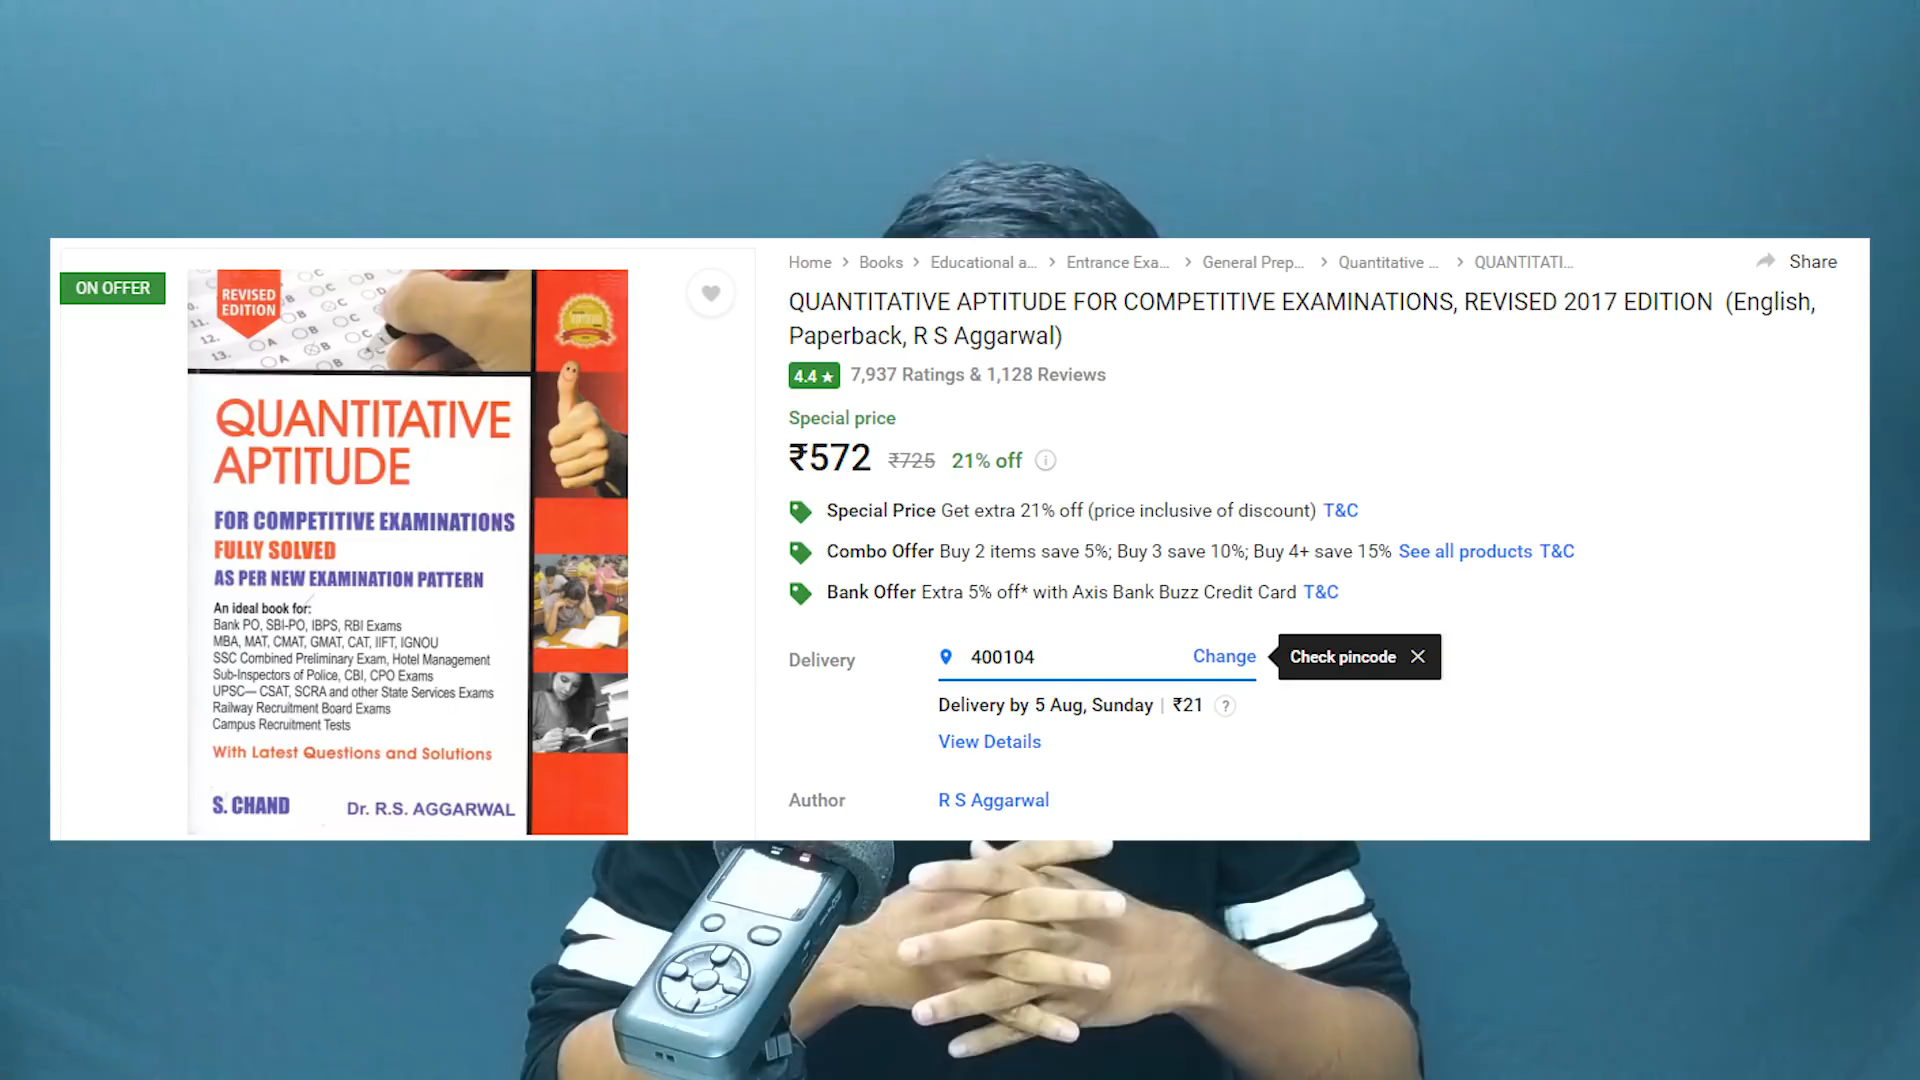 ON OFFER
REVISED
EDITION
QUANTITATIVE
APTITUDE
FOR COMPETITIVE EXAMINATIONS
FULLY SOLVED
AS PER NEW EXAMINATION PATTERN
An ideal book for:
Bank PO, SBI-PO, IBPS, RBI Exams
MBA, MAT, CMAT, GMAT, CAT, IIFT, IGNOU
SSC Combined Preliminary Exam, Hotel Management
Sub-Inspectors of Police, CBI, CPO Exams
UPSC— CSAT, SCRA and other State Services Exams
Railway Recruitment Board Exams
Campus Recruitment Tests
With Latest Questions and Solutions
S. CHAND Dr. R.S. AGGARWAL
Home > Books > Educational a... > Entrance Exa... > General Prep... > Quantitative ... > QUANTITATI...
Share
QUANTITATIVE APTITUDE FOR COMPETITIVE EXAMINATIONS, REVISED 2017 EDITION (English,
Paperback, R S Aggarwal)
4.4 ★ 7,937 Ratings & 1,128 Reviews
Special price
₹572 ₹725 21% off
Special Price Get extra 21% off (price inclusive of discount) T&C
Combo Offer Buy 2 items save 5%; Buy 3 save 10%; Buy 4+ save 15% See all products T&C
Bank Offer Extra 5% off* with Axis Bank Buzz Credit Card T&C
Delivery 400104 Change Check pincode
Delivery by 5 Aug, Sunday | ₹21 ?
View Details
Author R S Aggarwal